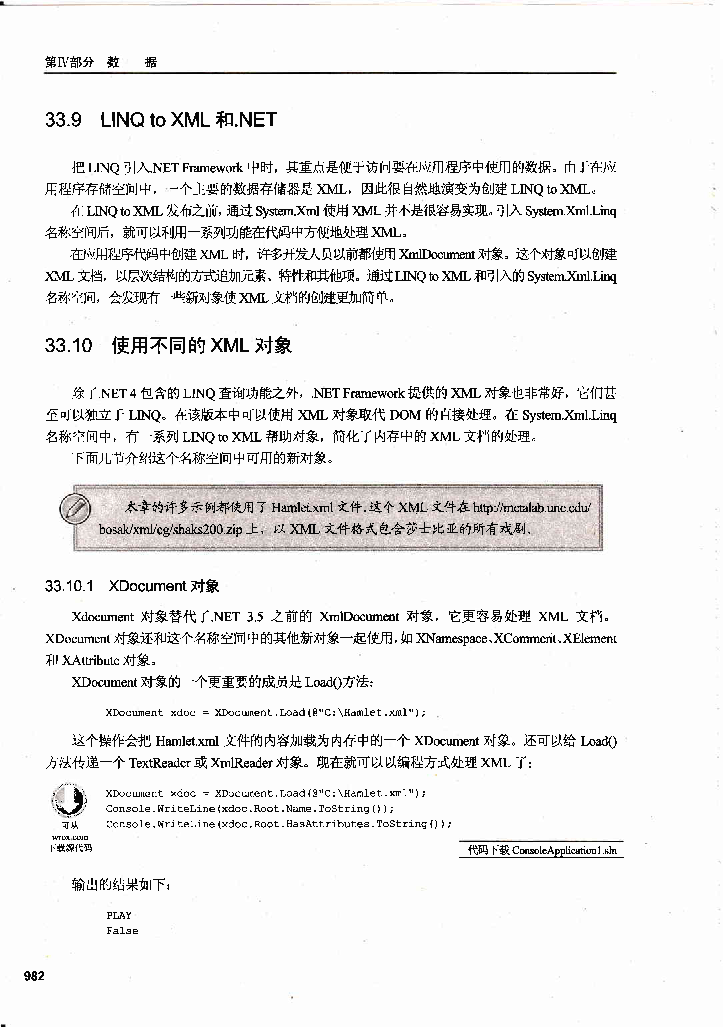 第Ⅳ部分 数 据
33.9 LINQ to XML 和.NET
把 LINQ 引入.NET Framework 中时，其重点是便于访问要在应用程序中使用的数据。由于在应
用程序存储空间中，一个主要的数据存储器是 XML，因此很自然地演变为创建 LINQ to XML。
在 LINQ to XML 发布之前，通过 System.Xml 使用 XML 并不是很容易实现。引入 System.Xml.Linq
名称空间后，就可以利用一系列功能在代码中方便地处理 XML。
在应用程序代码中创建 XML 时，许多开发人员以前都使用 XmlDocument 对象。这个对象可以创建
XML 文档，以层次结构的方式追加元素、特性和其他项。通过 LINQ to XML 和引入的 System.Xml.Linq
名称空间，会发现有一些新对象使 XML 文档的创建更加简单。
33.10 使用不同的 XML 对象
除了.NET 4 包含的 LINQ 查询功能之外，.NET Framework 提供的 XML 对象也非常好，它们甚
至可以独立于 LINQ。在该版本中可以使用 XML 对象取代 DOM 的直接处理。在 System.Xml.Linq
名称空间中，有一系列 LINQ to XML 帮助对象，简化了内存中的 XML 文档的处理。
下面几节介绍这个名称空间中可用的新对象。
本章的许多示例都使用了 Hamlet.xml 文件。这个 XML 文件在 http://metalab.unc.edu/
bosak/xml/eg/shaks200.zip 上，以 XML 文件格式包含莎士比亚的所有戏剧。
33.10.1 XDocument 对象
Xdocument 对象替代了.NET 3.5 之前的 XmlDocument 对象，它更容易处理 XML 文档。
XDocument 对象还和这个名称空间中的其他新对象一起使用，如 XNamespace、XComment、XElement
和 XAttribute 对象。
XDocument 对象的一个更重要的成员是 Load()方法：
XDocument xdoc = XDocument.Load(@"C:\Hamlet.xml");
这个操作会把 Hamlet.xml 文件的内容加载为内存中的一个 XDocument 对象。还可以给 Load()
方法传递一个 TextReader 或 XmlReader 对象。现在就可以以编程方式处理 XML 了：
XDocument xdoc = XDocument.Load(@"C:\Hamlet.xml");
Console.WriteLine(xdoc.Root.Name.ToString());
Console.WriteLine(xdoc.Root.HasAttributes.ToString());
可从
wrox.com
下载源代码
代码下载 ConsoleApplication1.sln
输出的结果如下：
PLAY
False
982